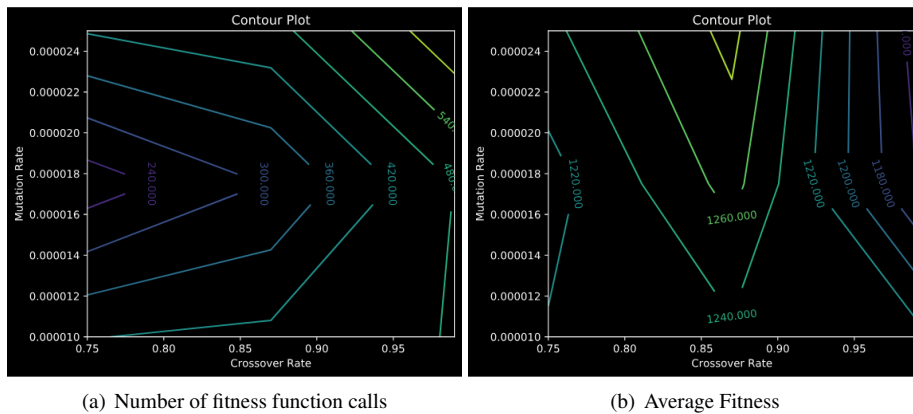 Contour Plot
0.000024
0.000022
0.000020
0.000018
0.000016
0.000014
0.000012
0.000010
Mutation Rate
240.000
300.000
360.000
420.000
480.
540.
0.75 0.80 0.85 0.90 0.95
Crossover Rate
(a) Number of fitness function calls
Contour Plot
0.000024
0.000022
0.000020
0.000018
0.000016
0.000014
0.000012
0.000010
Mutation Rate
1220.000
1260.000
1240.000
1220.000
1200.000
1180.000
.000
0.75 0.80 0.85 0.90 0.95
Crossover Rate
(b) Average Fitness